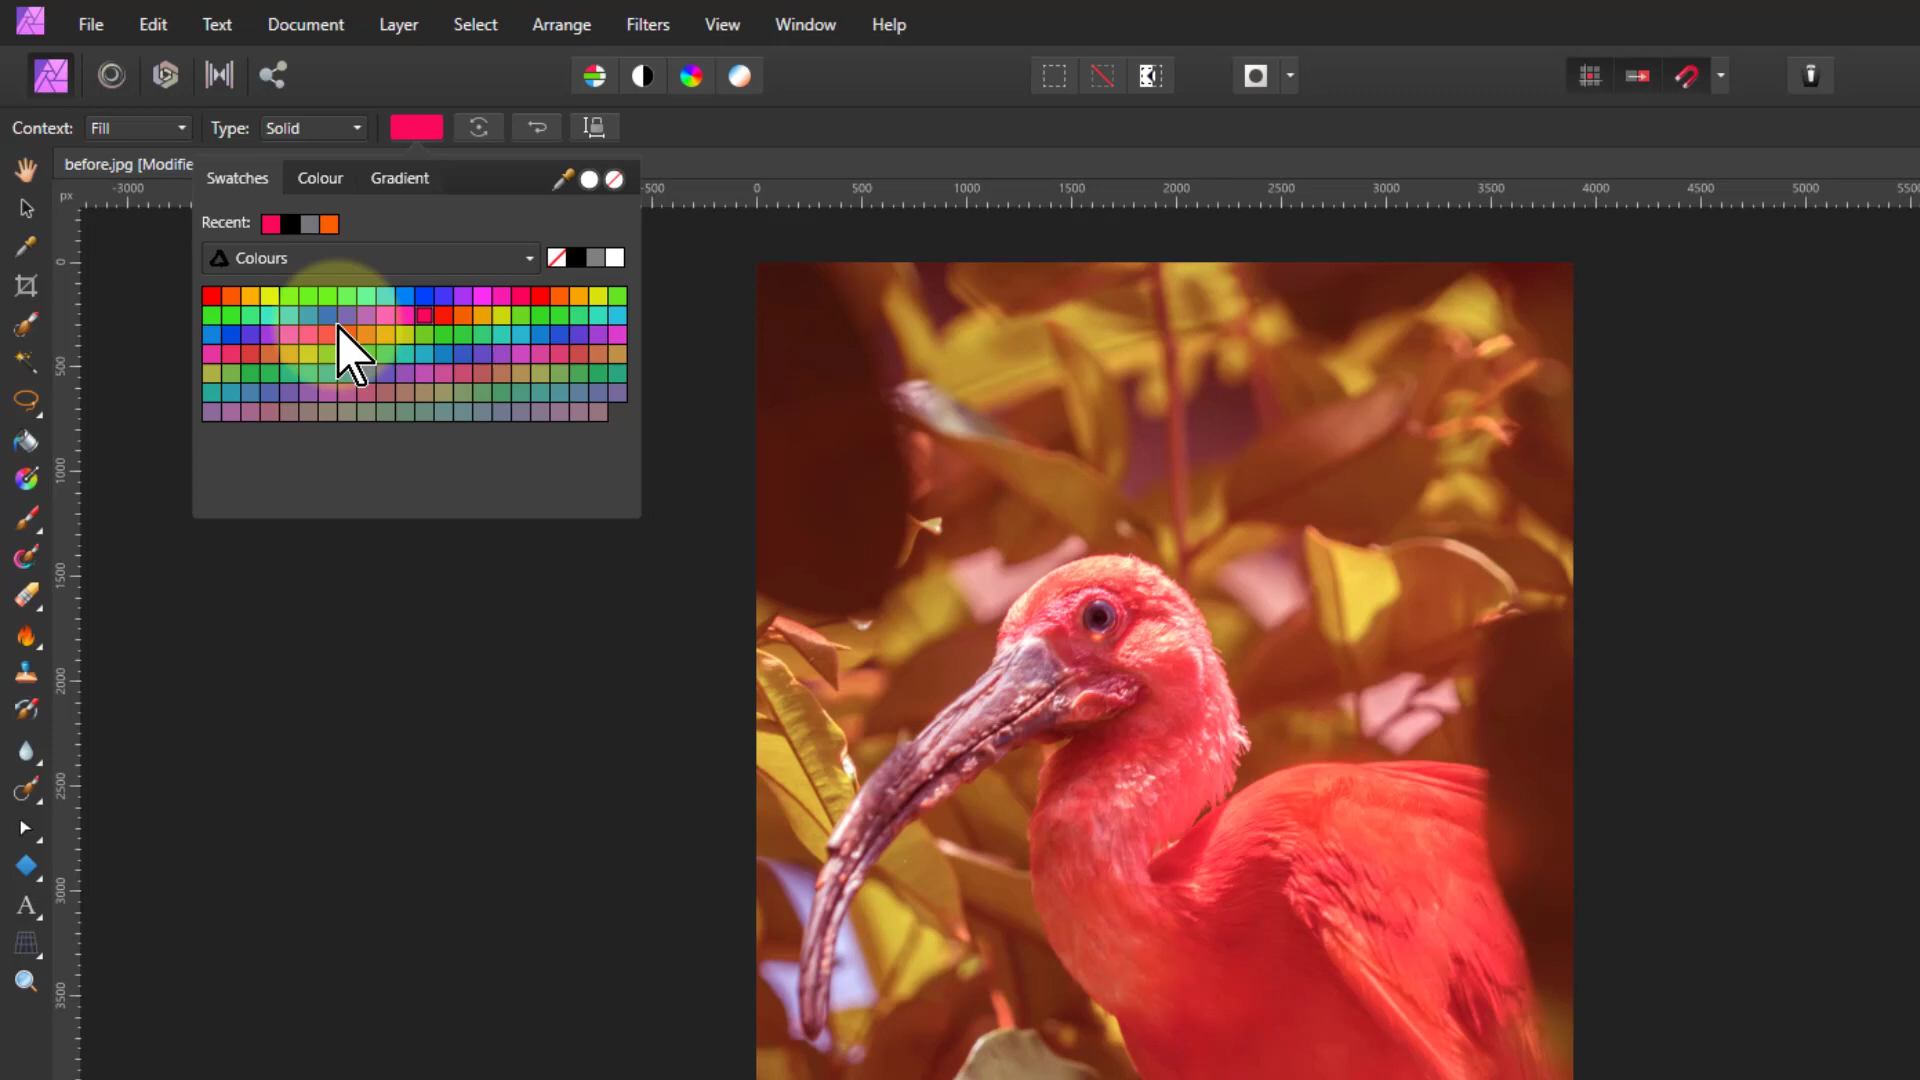 File Edit Text Document Layer Select Arrange Filters View Window Help
Context: Fill Type: Solid
before.jpg [Modifie
Swatches Colour Gradient
px -3000 -500 0 500 1000 1500 2000 2500 3000 3500 4000 4500 5000 5500
Recent:
Colours
0
500
1000
1500
2000
2500
3000
3500